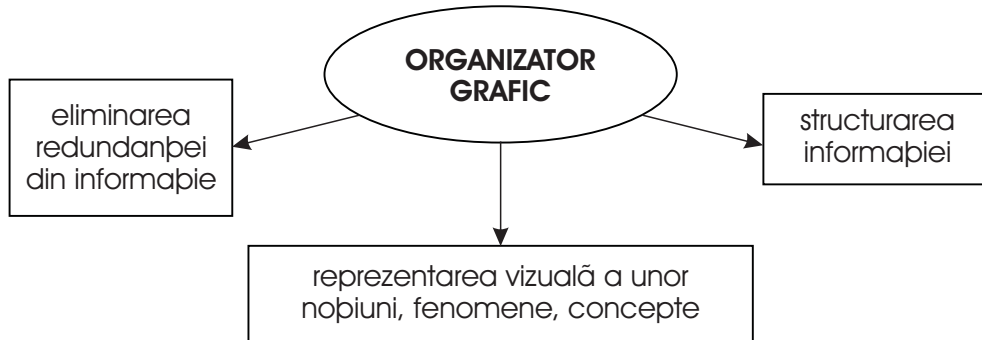 ORGANIZATOR
GRAFIC
eliminarea
redundanþei
din informaþie
structurarea
informaþiei
reprezentarea vizualã a unor
noþiuni, fenomene, concepte